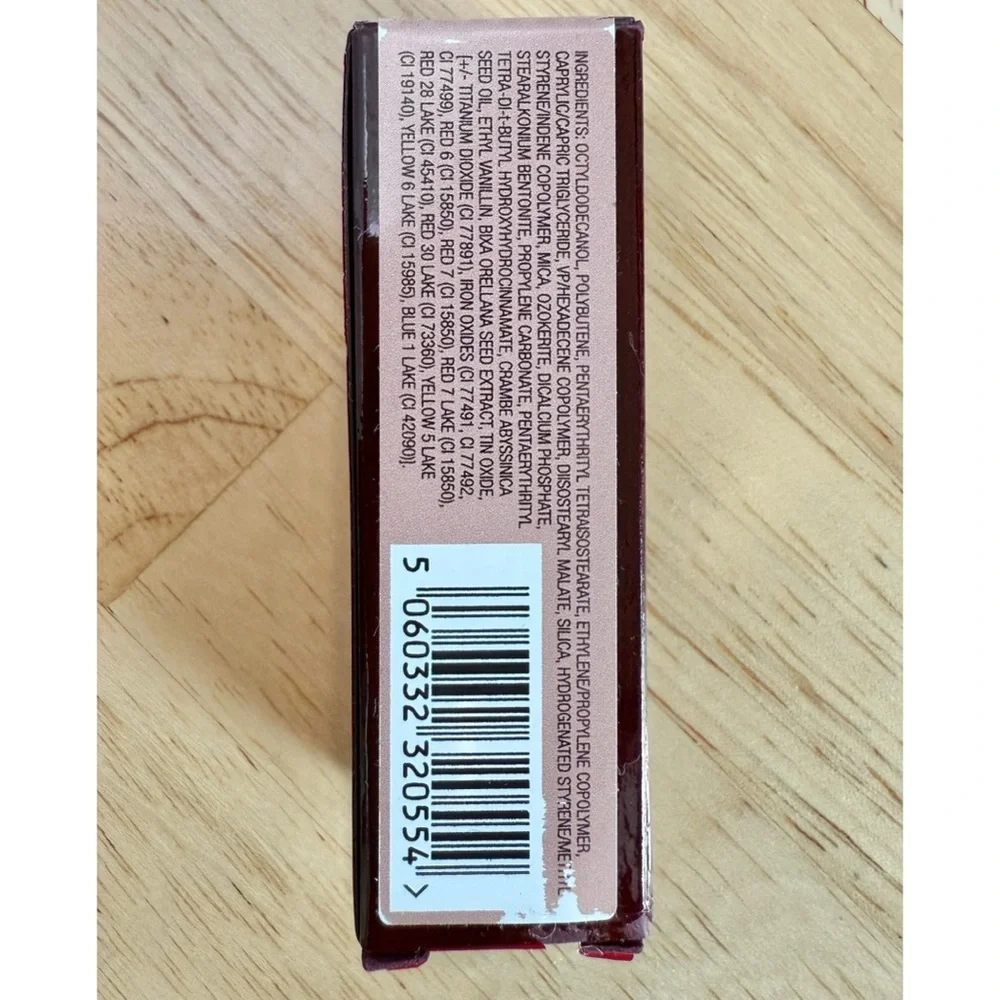 INGREDIENTS: OCTYLDODECANOL, POLYBUTENE, PENTAERYTHRITYL TETRAISOSTEARATE, ETHYLENE/PROPYLENE COPOLYMER,
CAPRYLIC/CAPRIC TRIGLYCERIDE, VP/HEXADECENE COPOLYMER, DIISOSTEARYL MALATE, SILICA, HYDROGENATED STYRENE/METHYL
STYRENE/INDENE COPOLYMER, MICA, OZOKERITE, DICALCIUM PHOSPHATE,
STEARALKONIUM BENTONITE, PROPYLENE CARBONATE, PENTAERYTHRITYL
TETRA-DI-t-BUTYL HYDROXYHYDROCINNAMATE, CRAMBE ABYSSINICA
SEED OIL, ETHYL VANILLIN, BIXA ORELLANA SEED EXTRACT, TIN OXIDE,
[+/- TITANIUM DIOXIDE (CI 77891), IRON OXIDES (CI 77491, CI 77492,
CI 77499), RED 6 (CI 15850), RED 7 (CI 15850), RED 7 LAKE (CI 15850),
RED 28 LAKE (CI 45410), RED 30 LAKE (CI 73360), YELLOW 5 LAKE
(CI 19140), YELLOW 6 LAKE (CI 15985), BLUE 1 LAKE (CI 42090)].
5 060332 320554 >